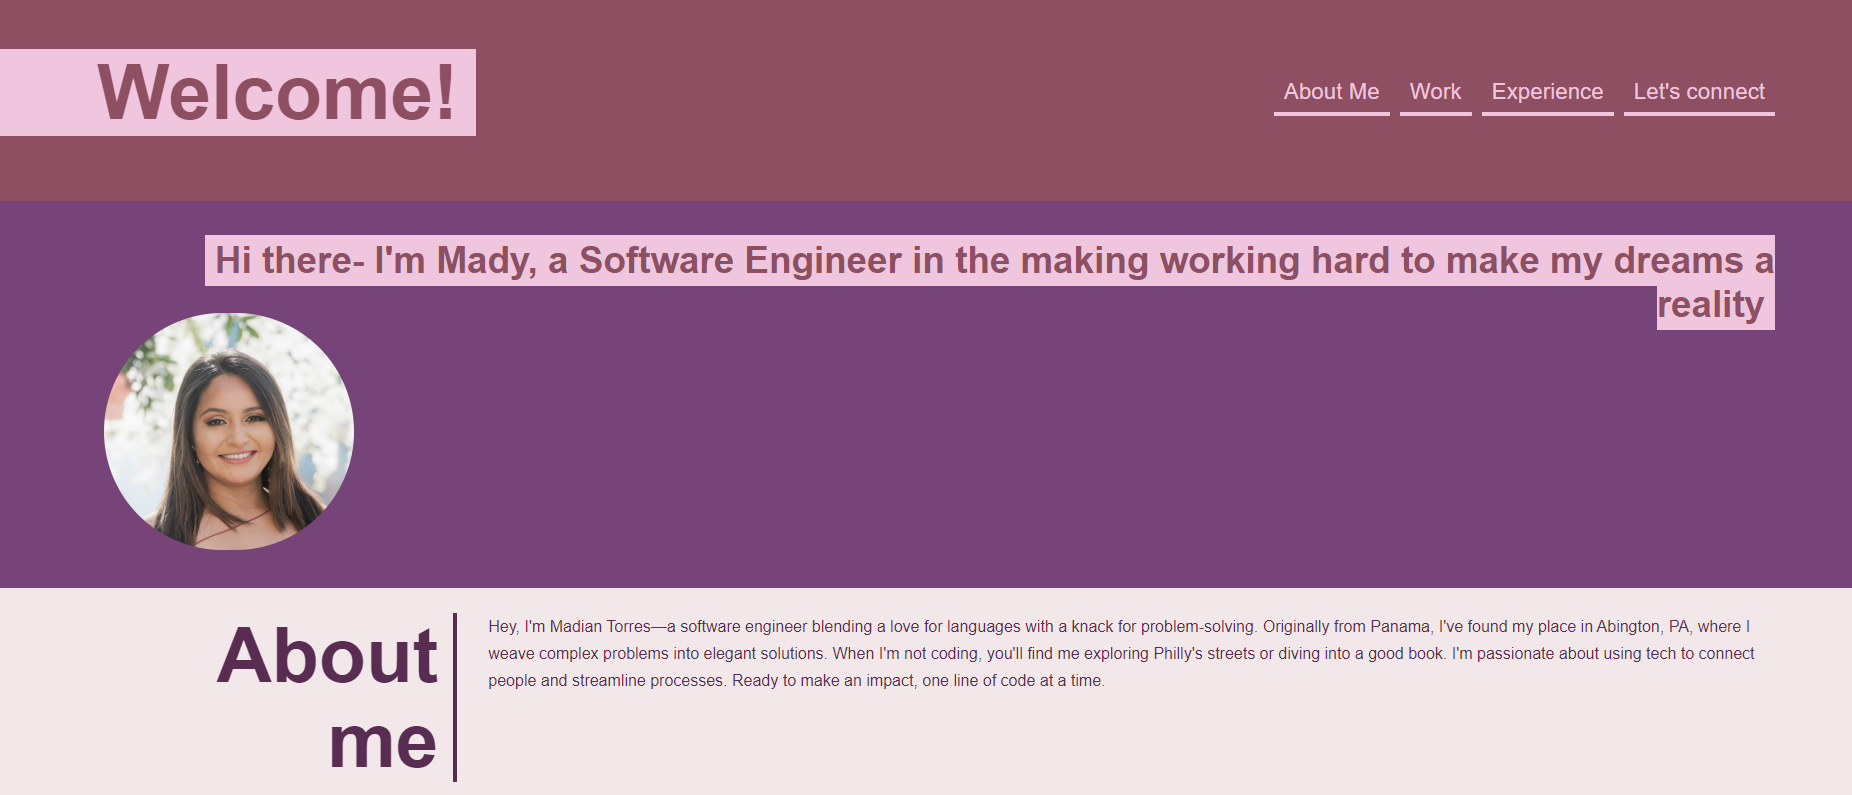 Welcome!
About Me
Work
Experience
Let's connect
Hi there- I'm Mady, a Software Engineer in the making working hard to make my dreams a
reality
About
me
Hey, I'm Madian Torres—a software engineer blending a love for languages with a knack for problem-solving. Originally from Panama, I've found my place in Abington, PA, where I
weave complex problems into elegant solutions. When I'm not coding, you'll find me exploring Philly's streets or diving into a good book. I'm passionate about using tech to connect
people and streamline processes. Ready to make an impact, one line of code at a time.